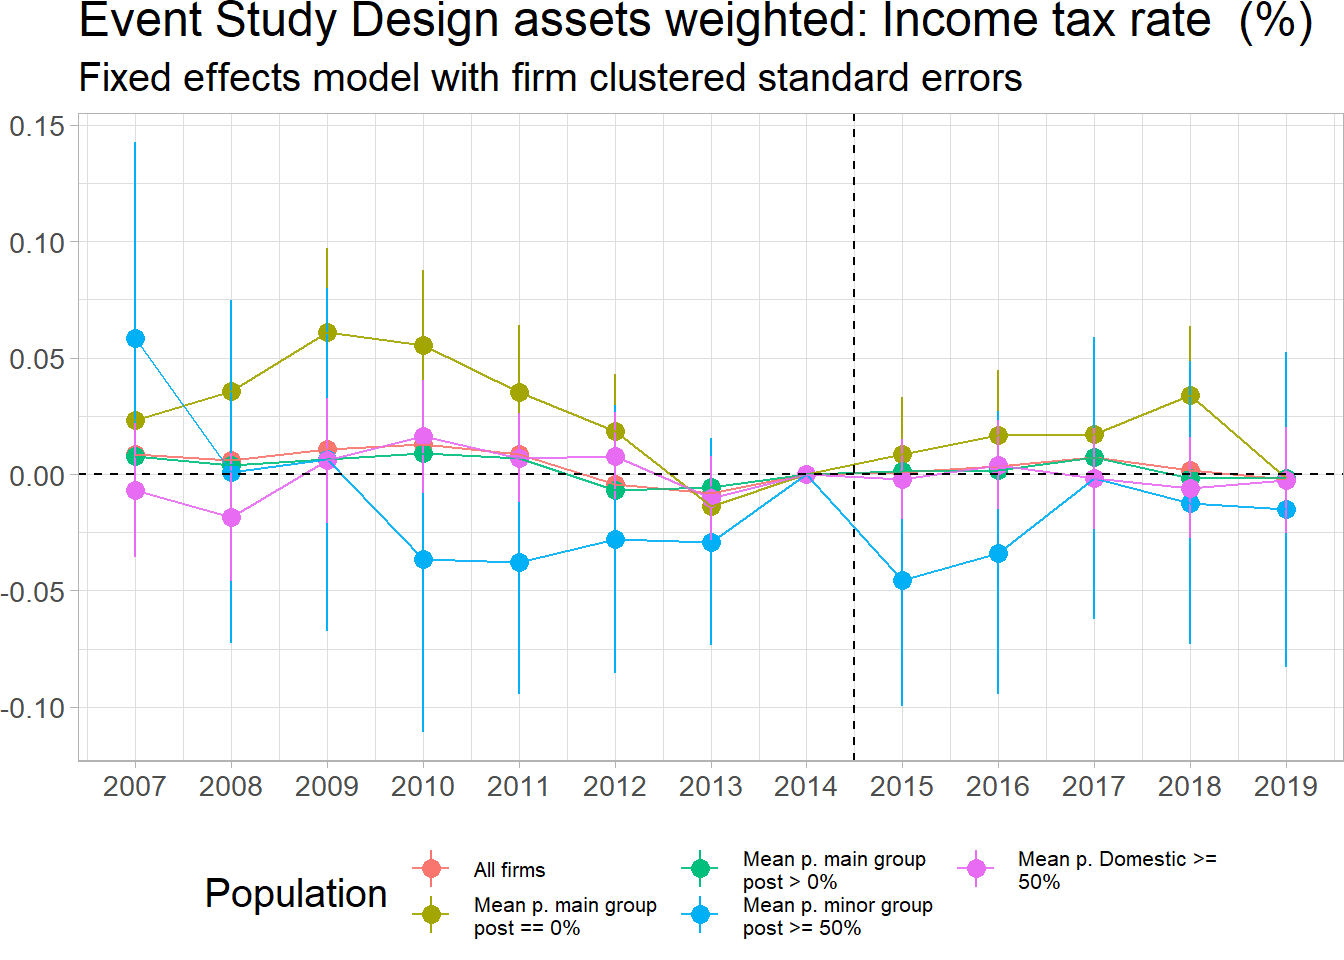 Event Study Design assets weighted: Income tax rate  (%)
Fixed effects model with firm clustered standard errors
0.15
0.10
0.05
0.00
-0.05
-0.10
2007 2008 2009 2010 2011 2012 2013 2014 2015 2016 2017 2018 2019
Population
All firms
Mean p. main group
post == 0%
Mean p. main group
post > 0%
Mean p. minor group
post >= 50%
Mean p. Domestic >=
50%